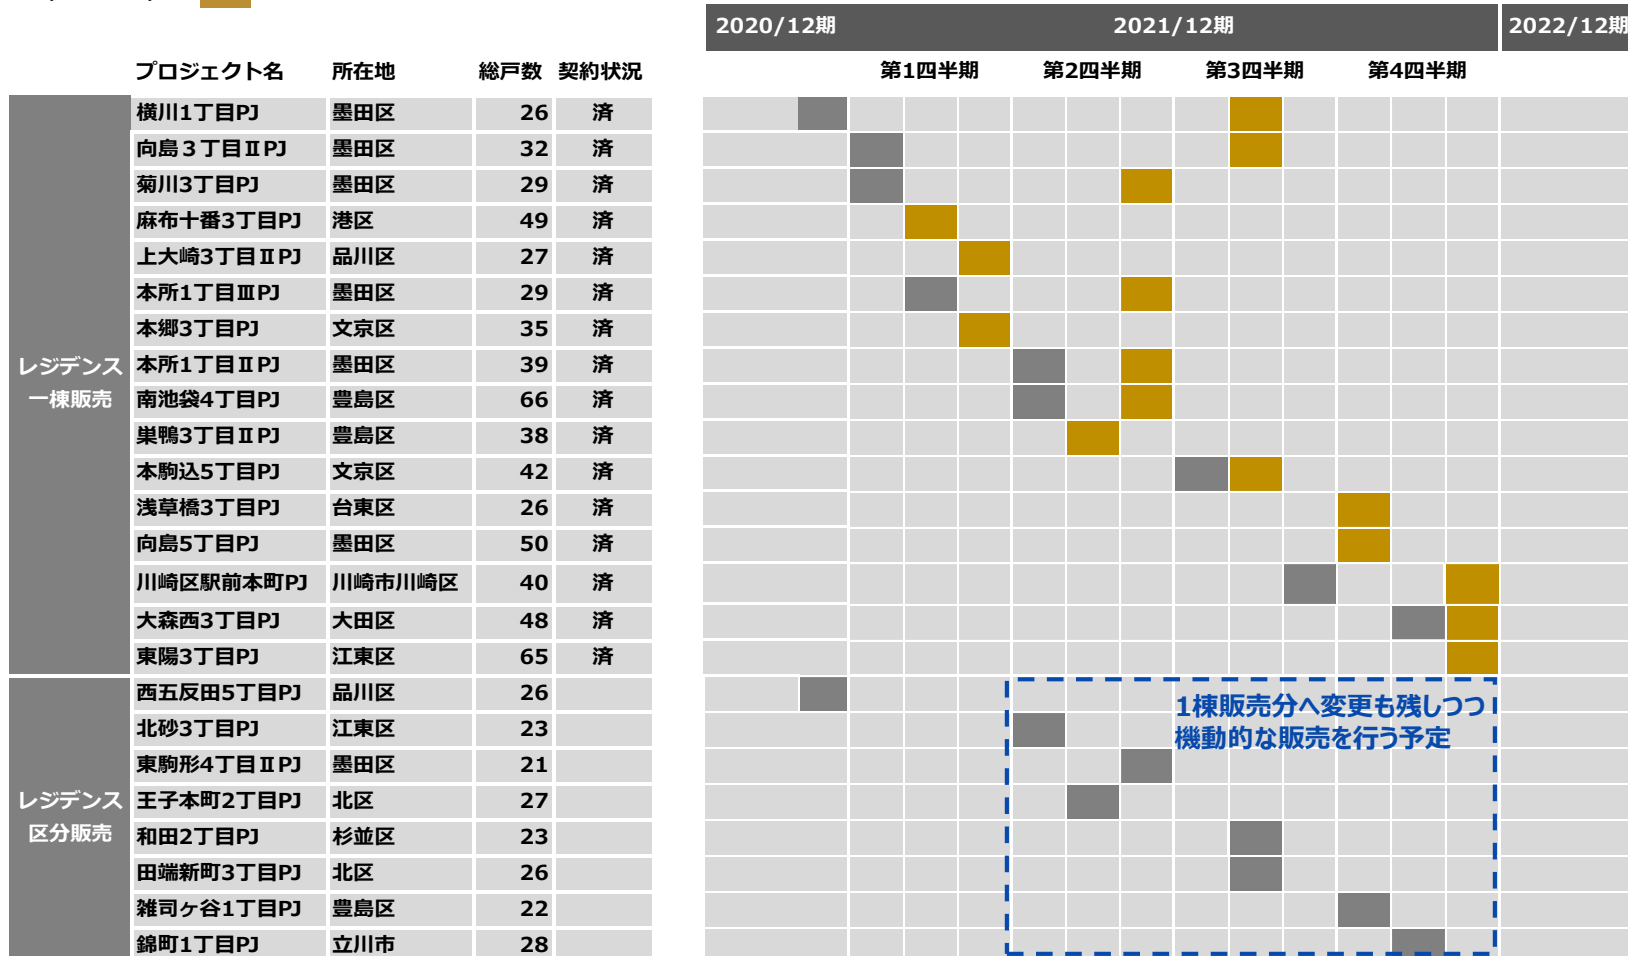 2020/12期 2021/12期 2022/12期
プロジェクト名 所在地 総戸数 契約状況 第1四半期 第2四半期 第3四半期 第4四半期
レジデンス
一棟販売
横川1丁目PJ 墨田区 26 済
向島３丁目ⅡPJ 墨田区 32 済
菊川3丁目PJ 墨田区 29 済
麻布十番3丁目PJ 港区 49 済
上大崎3丁目ⅡPJ 品川区 27 済
本所1丁目ⅢPJ 墨田区 29 済
本郷3丁目PJ 文京区 35 済
本所1丁目ⅡPJ 墨田区 39 済
南池袋4丁目PJ 豊島区 66 済
巣鴨3丁目ⅡPJ 豊島区 38 済
本駒込5丁目PJ 文京区 42 済
浅草橋3丁目PJ 台東区 26 済
向島5丁目PJ 墨田区 50 済
川崎区駅前本町PJ 川崎市川崎区 40 済
大森西3丁目PJ 大田区 48 済
東陽3丁目PJ 江東区 65 済
レジデンス
区分販売
西五反田5丁目PJ 品川区 26
北砂3丁目PJ 江東区 23
東駒形4丁目ⅡPJ 墨田区 21
王子本町2丁目PJ 北区 27
和田2丁目PJ 杉並区 23
田端新町3丁目PJ 北区 26
雑司ヶ谷1丁目PJ 豊島区 22
錦町1丁目PJ 立川市 28
1棟販売分へ変更も残しつつ
機動的な販売を行う予定